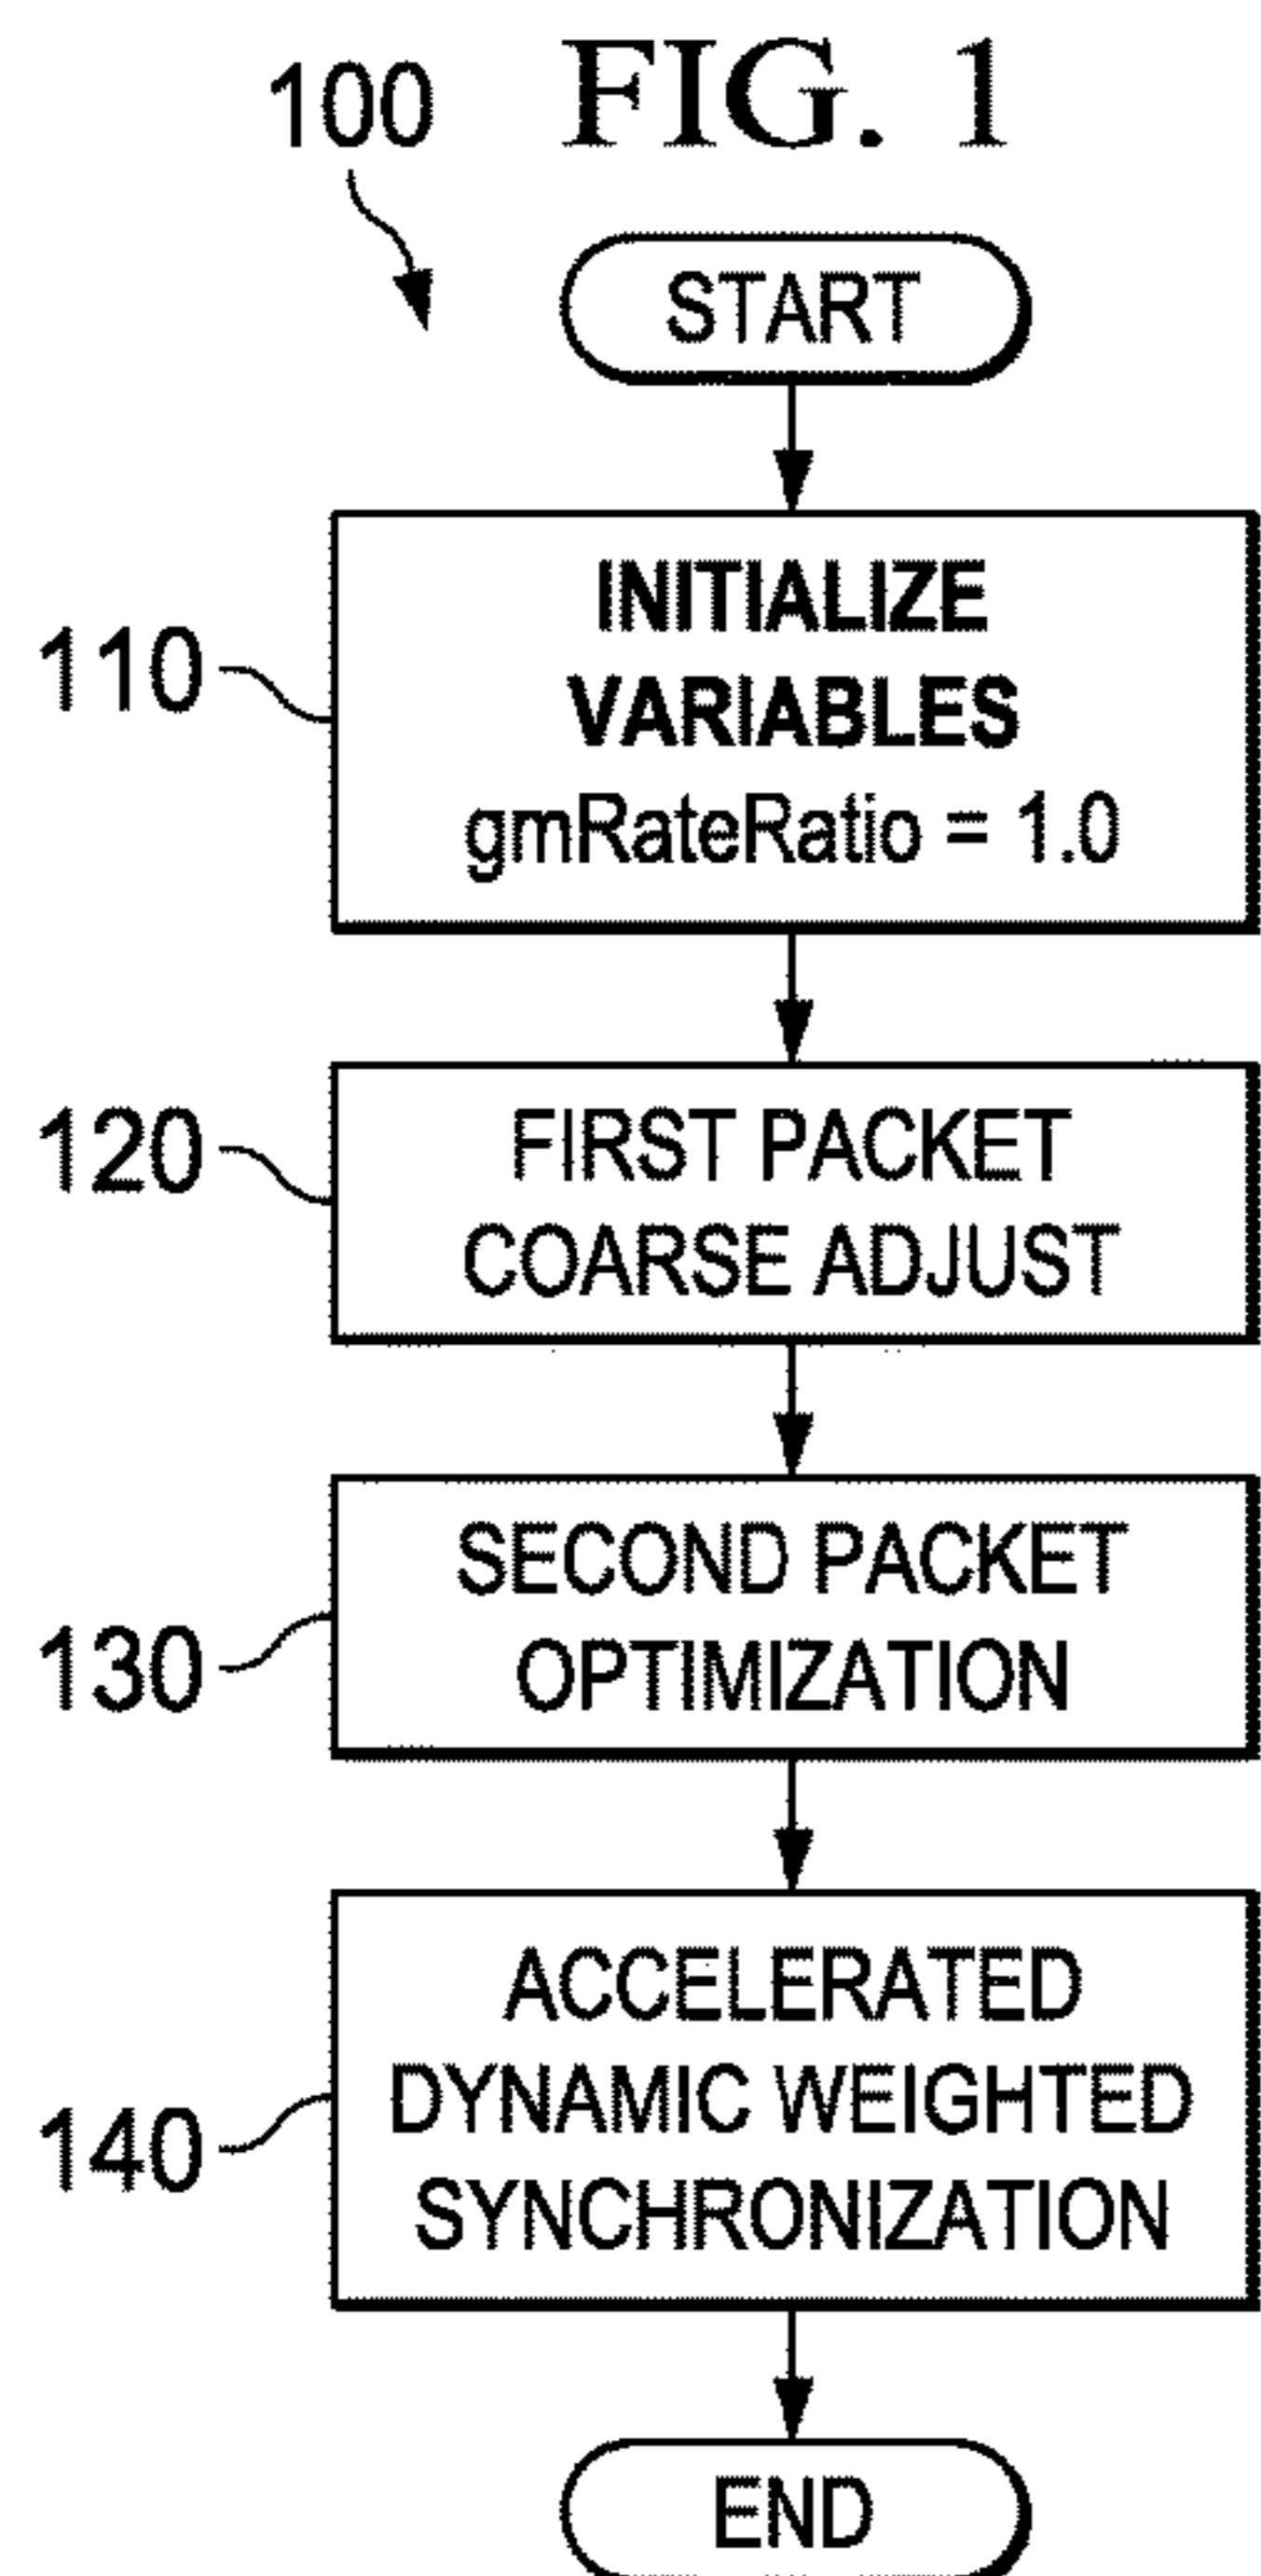 100 FIG. 1
START
110
INITIALIZE
VARIABLES
gmRateRatio = 1.0
120
FIRST PACKET
COARSE ADJUST
130
SECOND PACKET
OPTIMIZATION
140
ACCELERATED
DYNAMIC WEIGHTED
SYNCHRONIZATION
END